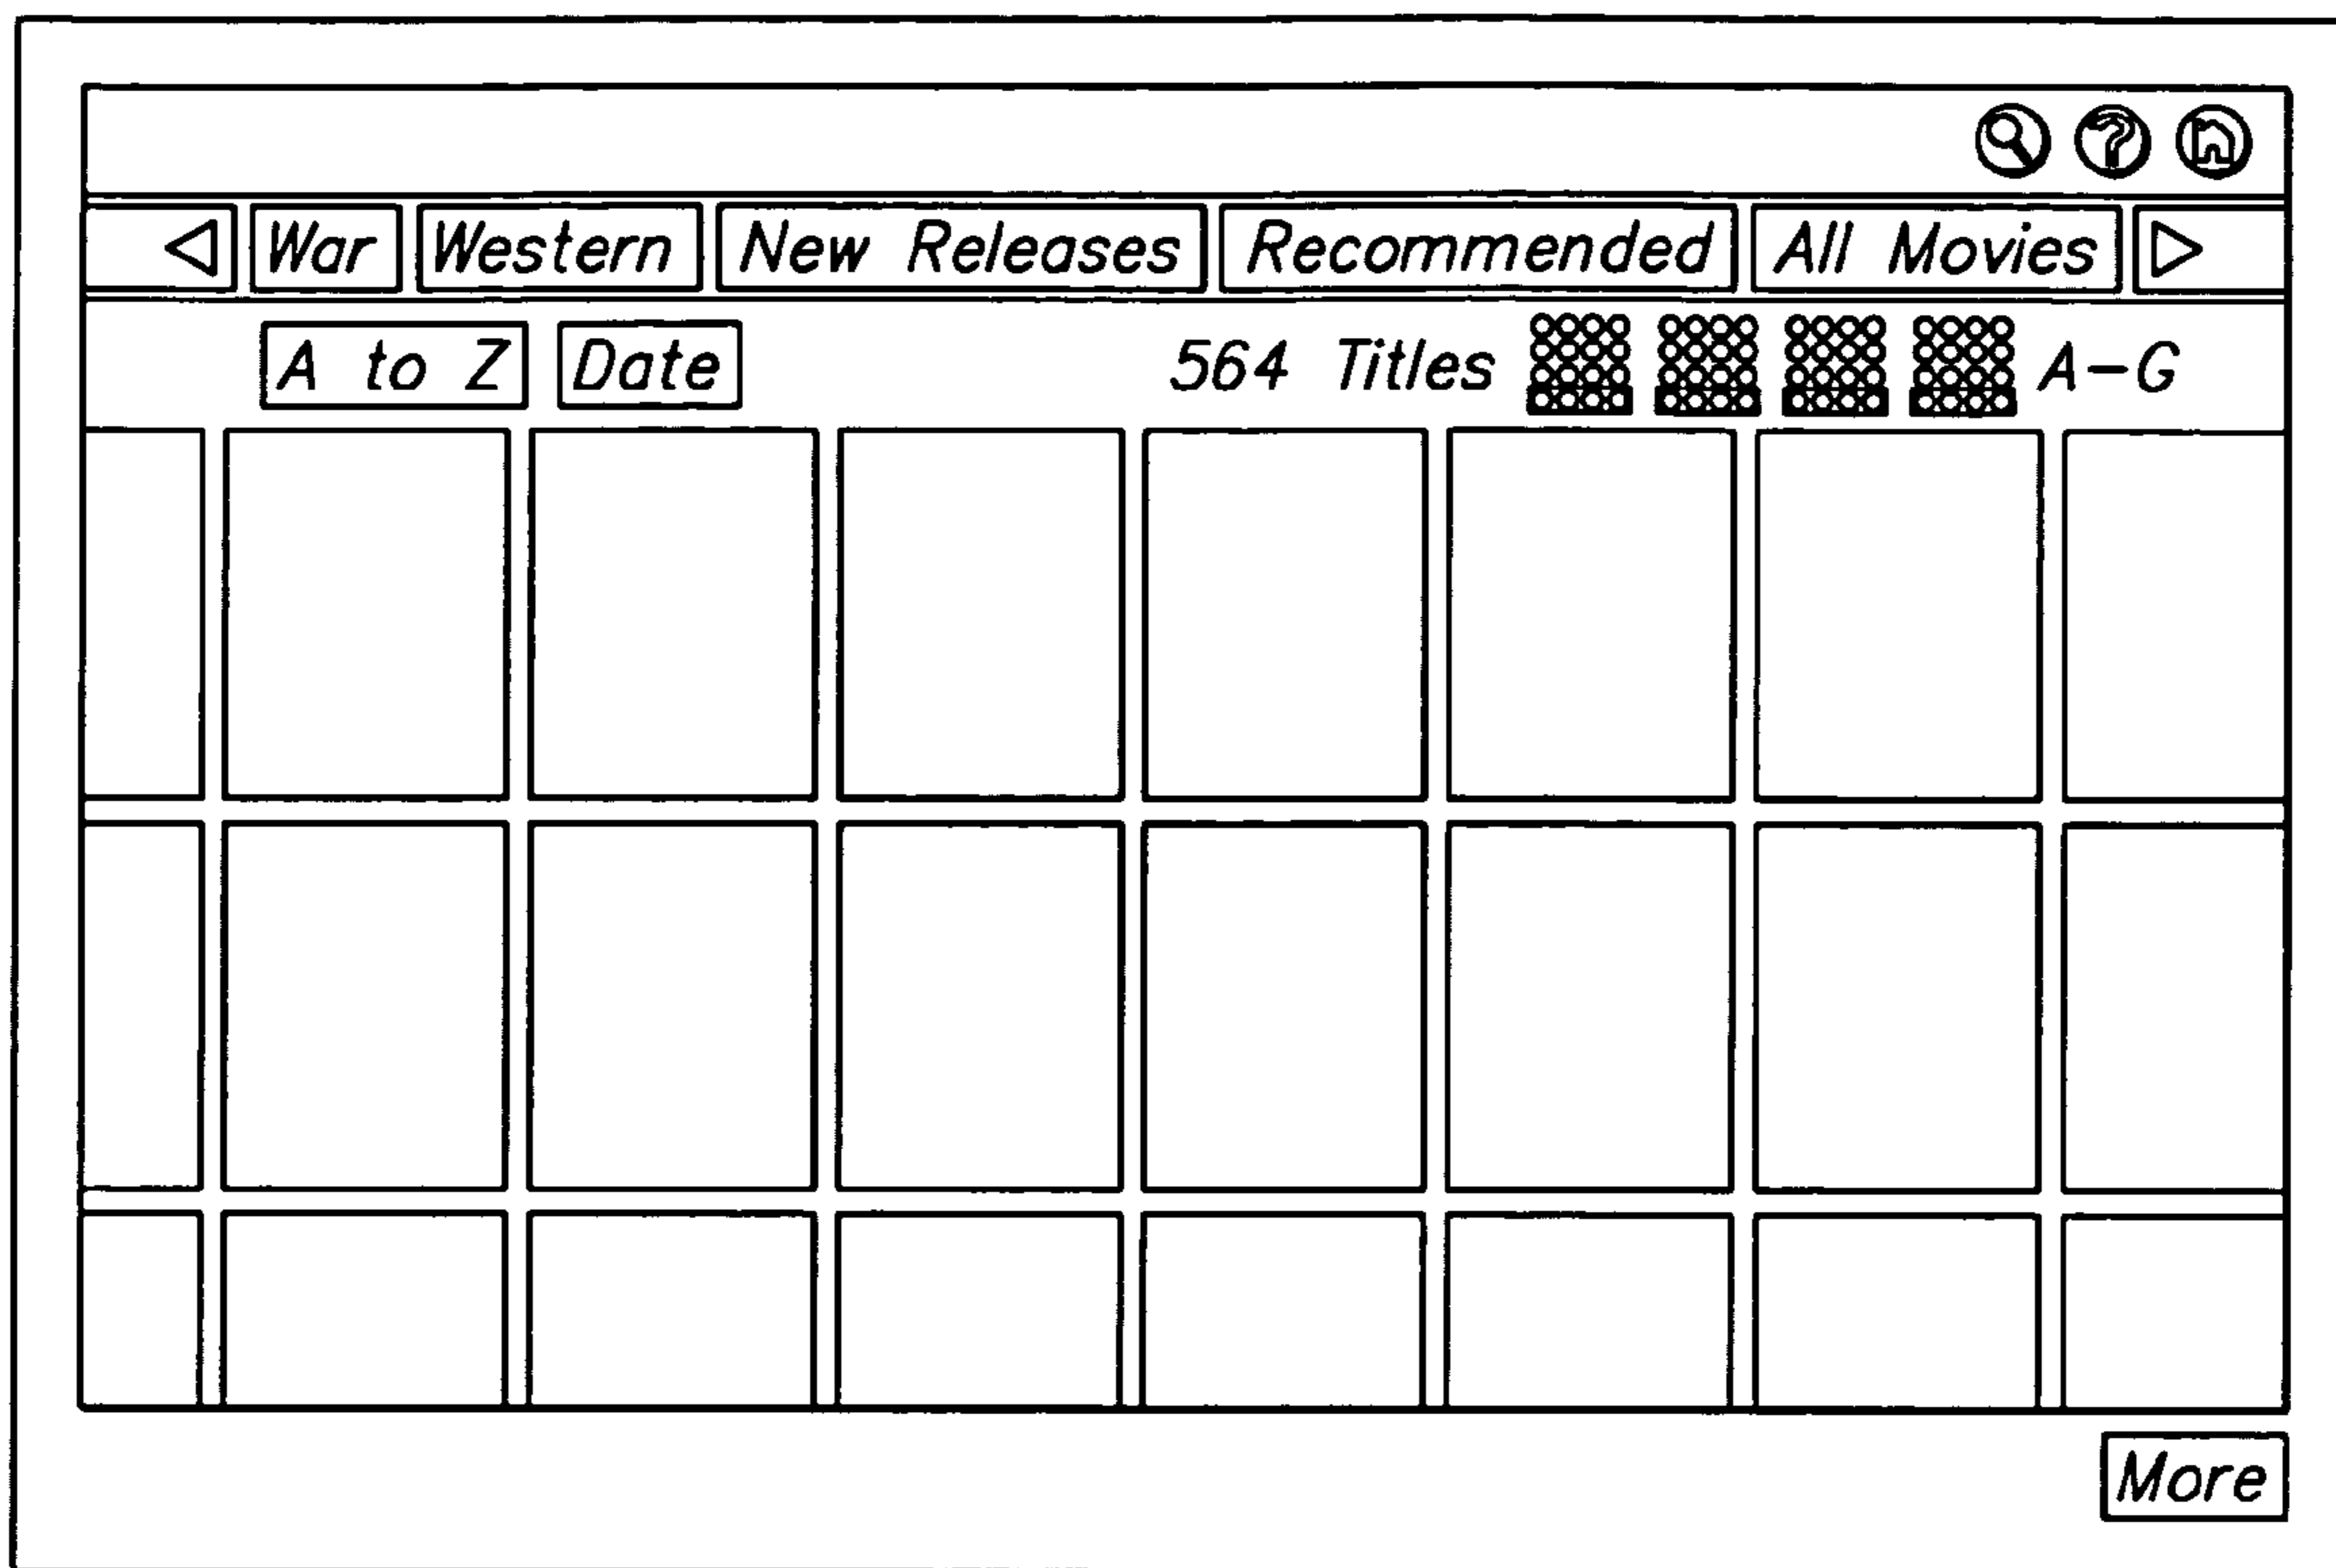 War Western New Releases Recommended All Movies
A to Z Date 564 Titles A-G
More